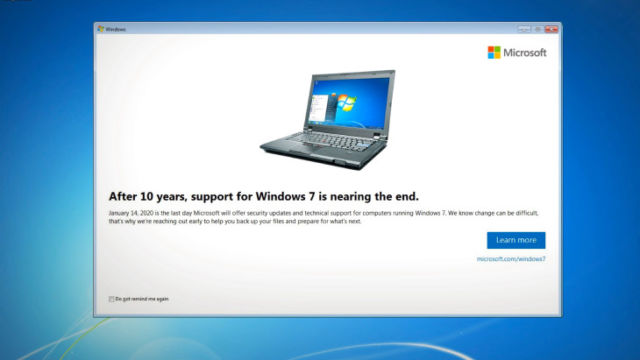 Windows
Microsoft
After 10 years, support for Windows 7 is nearing the end.
January 14, 2020 is the last day Microsoft will offer security updates and technical support for computers running Windows 7. We know change can be difficult,
that's why we're reaching out early to help you back up your files and prepare for what's next.
Learn more
microsoft.com/windows7
Do not remind me again